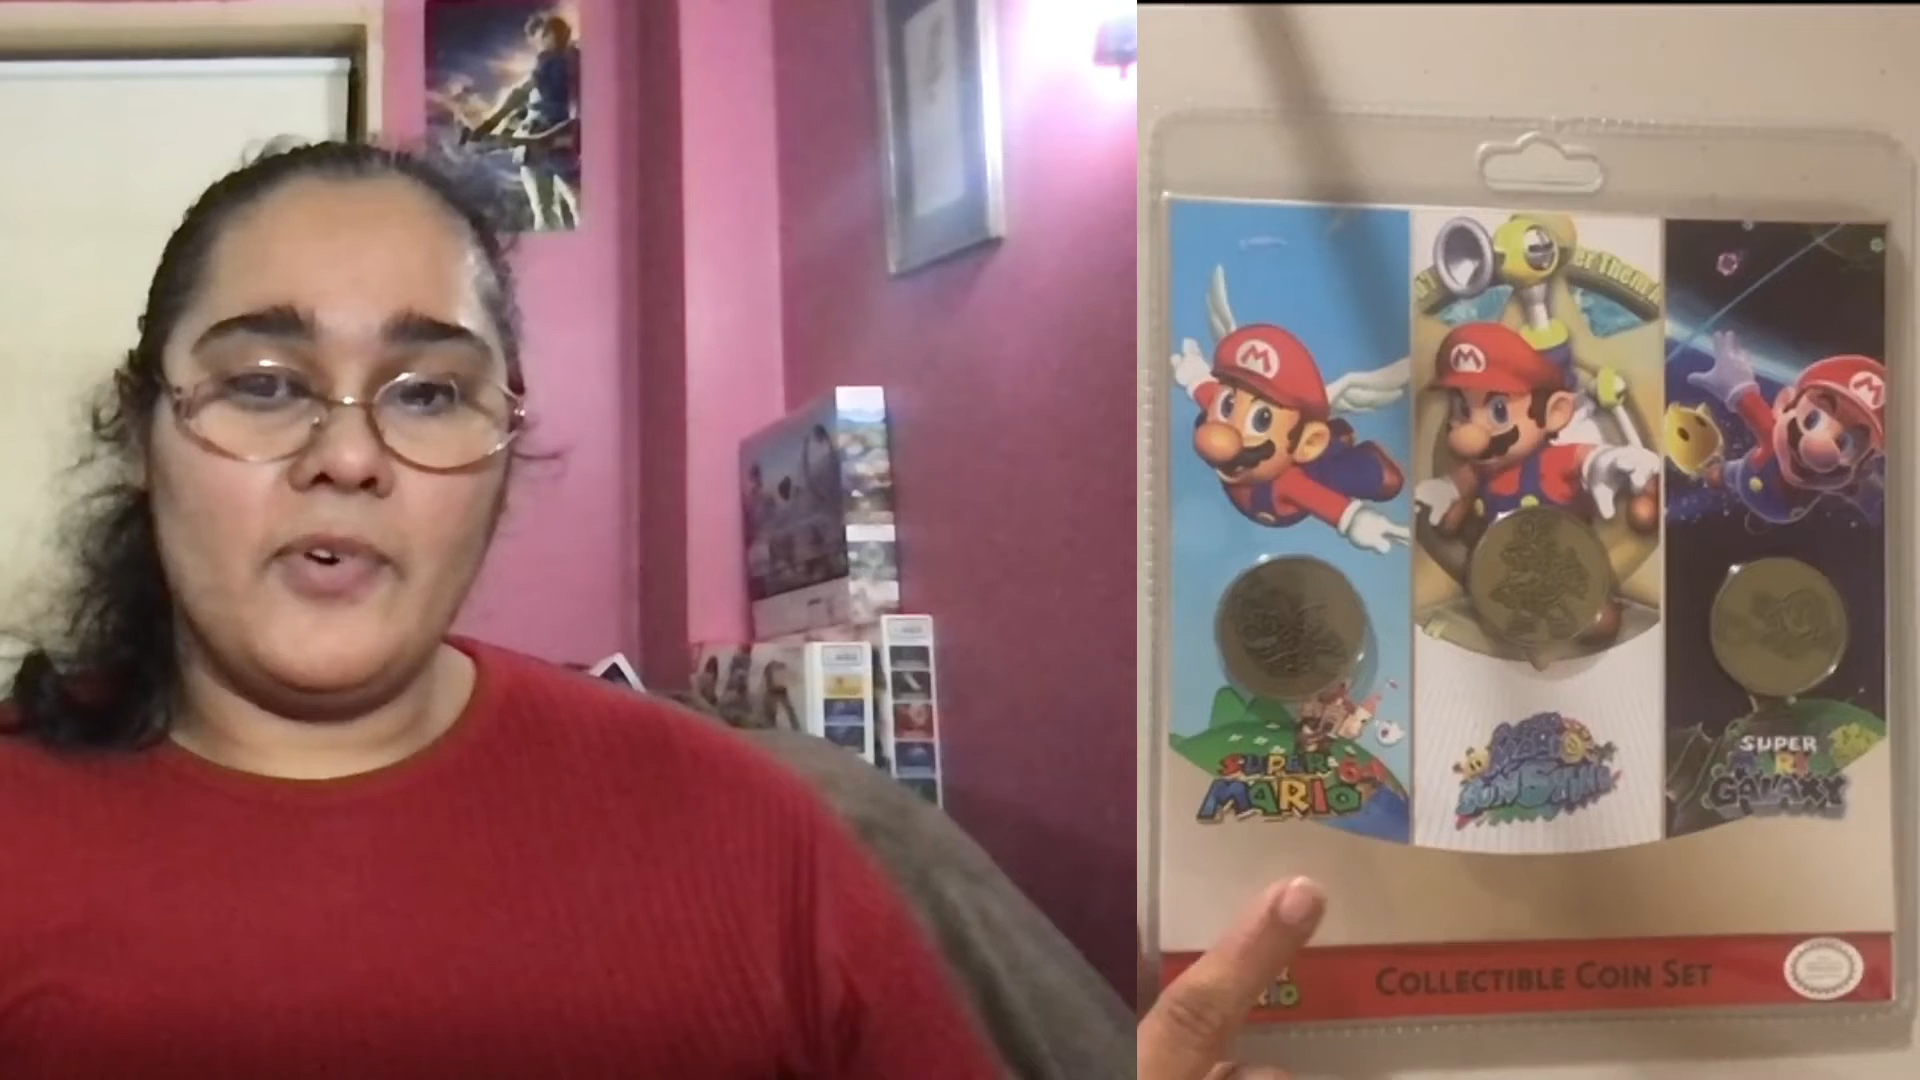 M
M
M
SUPER
MARIO 64
SUPER
MARIO
SUNSHINE
SUPER
MARIO
GALAXY
COLLECTIBLE COIN SET